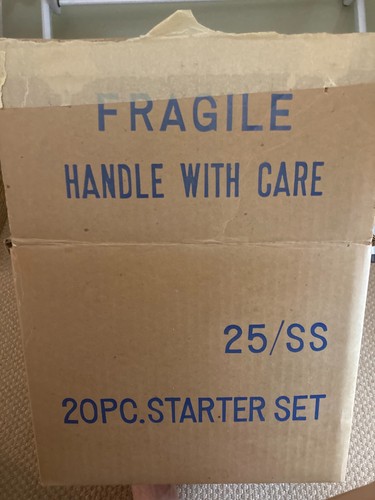 FRAGILE
HANDLE WITH CARE
25/SS
20PC.STARTER SET